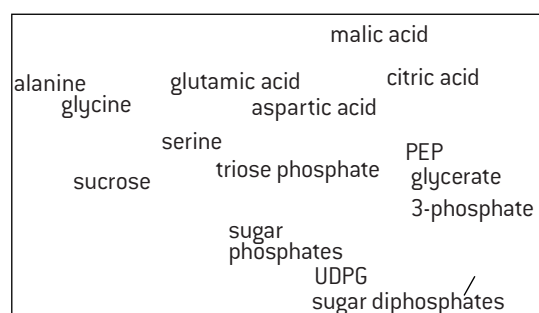 malic acid
alanine
glutamic acid
citric acid
glycine
aspartic acid
serine
PEP
triose phosphate
glycerate
3-phosphate
sucrose
sugar
phosphates
UDPG
sugar diphosphates